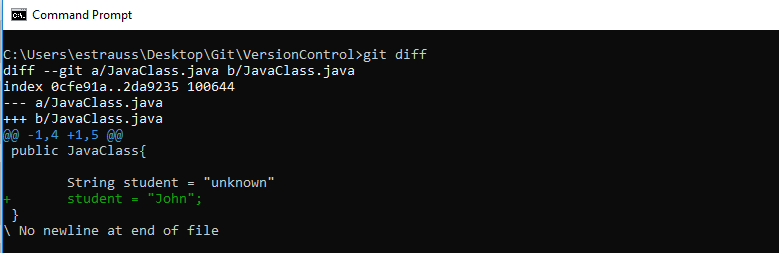 Command Prompt
C:\Users\estrauss\Desktop\Git\VersionControl>git diff
diff --git a/JavaClass.java b/JavaClass.java
index 0cfe91a..2da9235 100644
--- a/JavaClass.java
+++ b/JavaClass.java
@@ -1,4 +1,5 @@
 public JavaClass{
        String student = "unknown"
+       student = "John";
 }
\ No newline at end of file